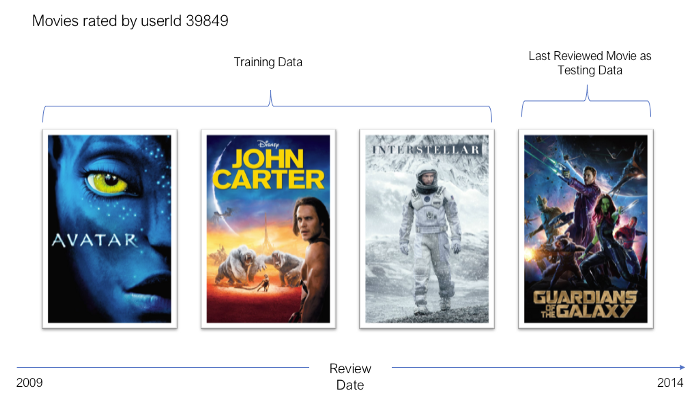 Movies rated by userId 39849
Training Data
Last Reviewed Movie as
Testing Data
AVATAR
Disney
JOHN
CARTER
INTERSTELLAR
GUARDIANS
OF THE GALAXY
2009
Review
Date
2014